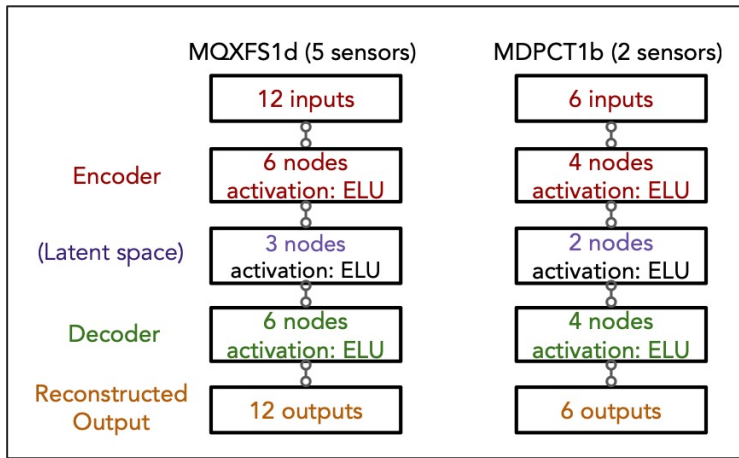 MQXFS1d (5 sensors)
MDPCT1b (2 sensors)
12 inputs
6 inputs
Encoder
6 nodes
activation: ELU
4 nodes
activation: ELU
(Latent space)
3 nodes
activation: ELU
2 nodes
activation: ELU
Decoder
6 nodes
activation: ELU
4 nodes
activation: ELU
Reconstructed
Output
12 outputs
6 outputs